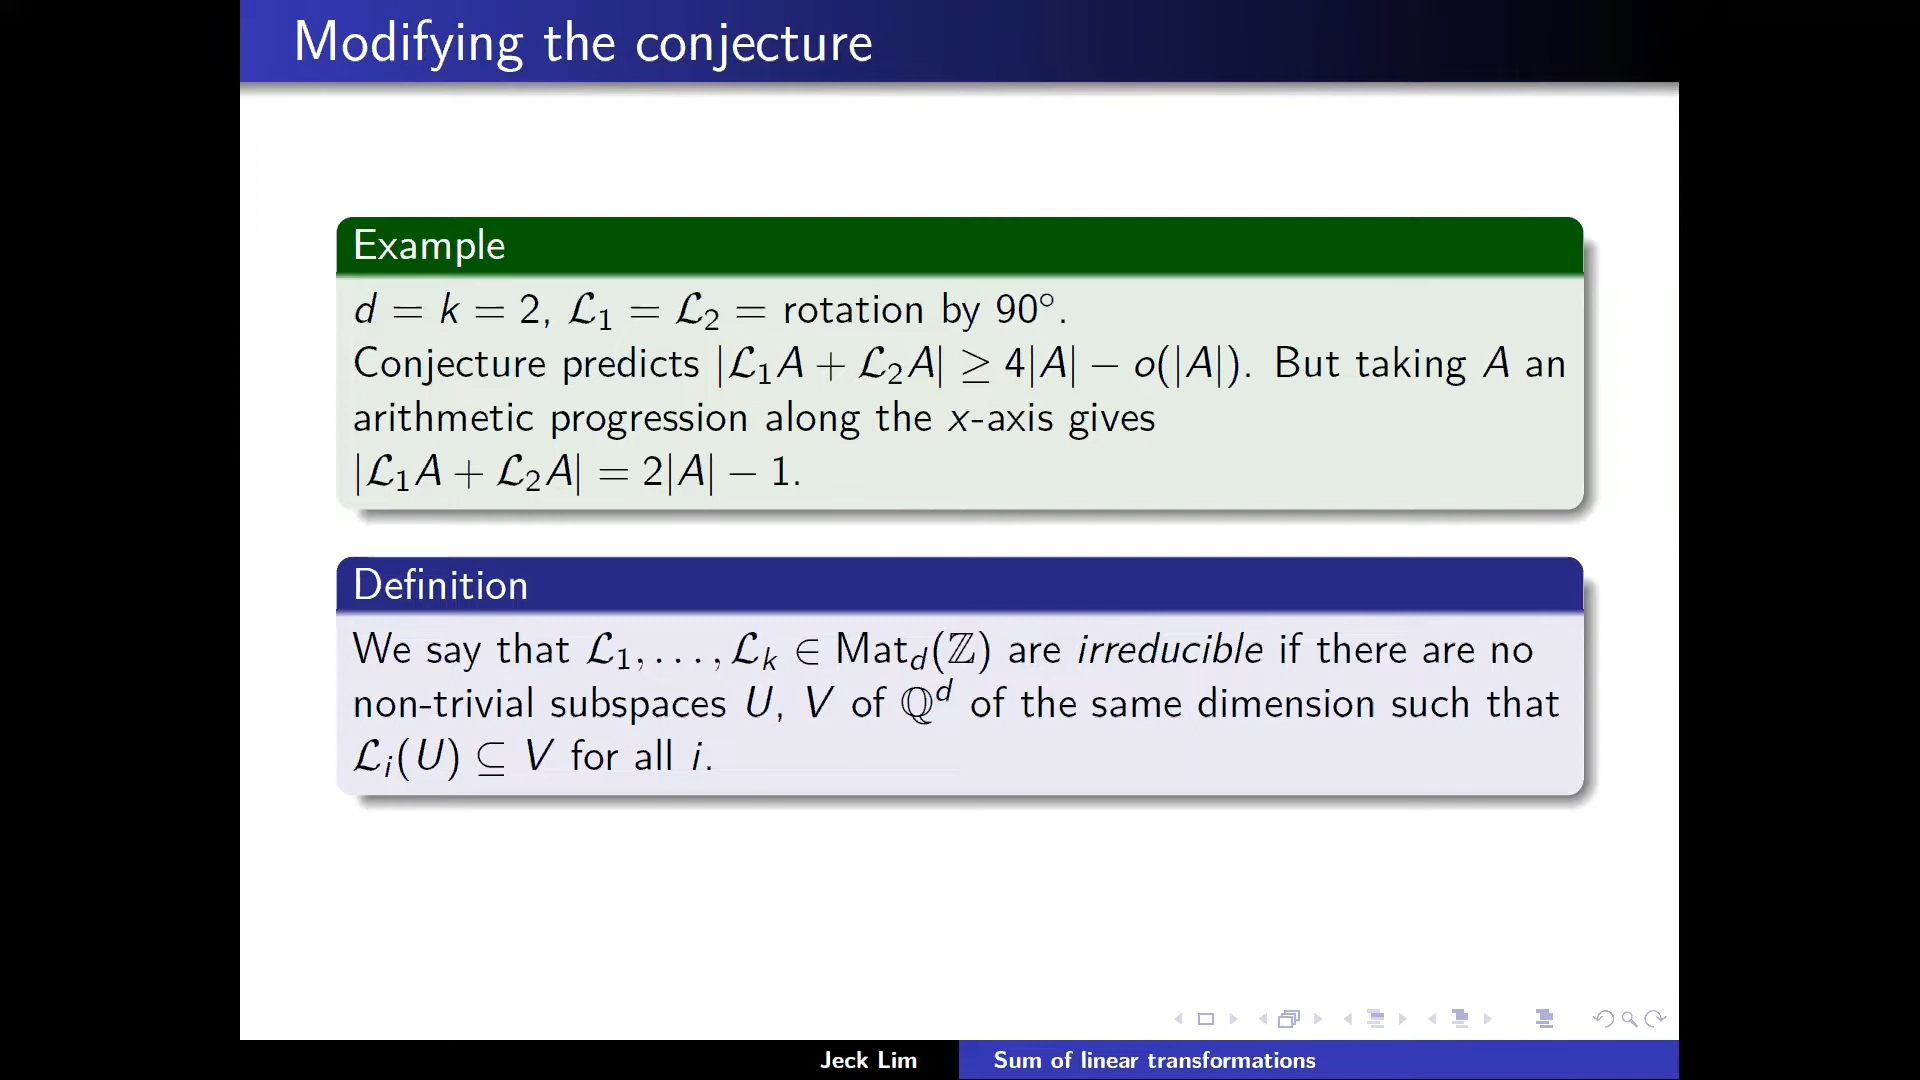 Modifying the conjecture
Example
d = k = 2, ℒ₁ = ℒ₂ = rotation by 90°.
Conjecture predicts |ℒ₁A + ℒ₂A| ≥ 4|A| − o(|A|). But taking A an
arithmetic progression along the x-axis gives
|ℒ₁A + ℒ₂A| = 2|A| − 1.
Definition
We say that ℒ₁, . . . , ℒₖ ∈ Mat_d(ℤ) are irreducible if there are no
non-trivial subspaces U, V of ℚᵈ of the same dimension such that
ℒᵢ(U) ⊆ V for all i.
Jeck Lim
Sum of linear transformations